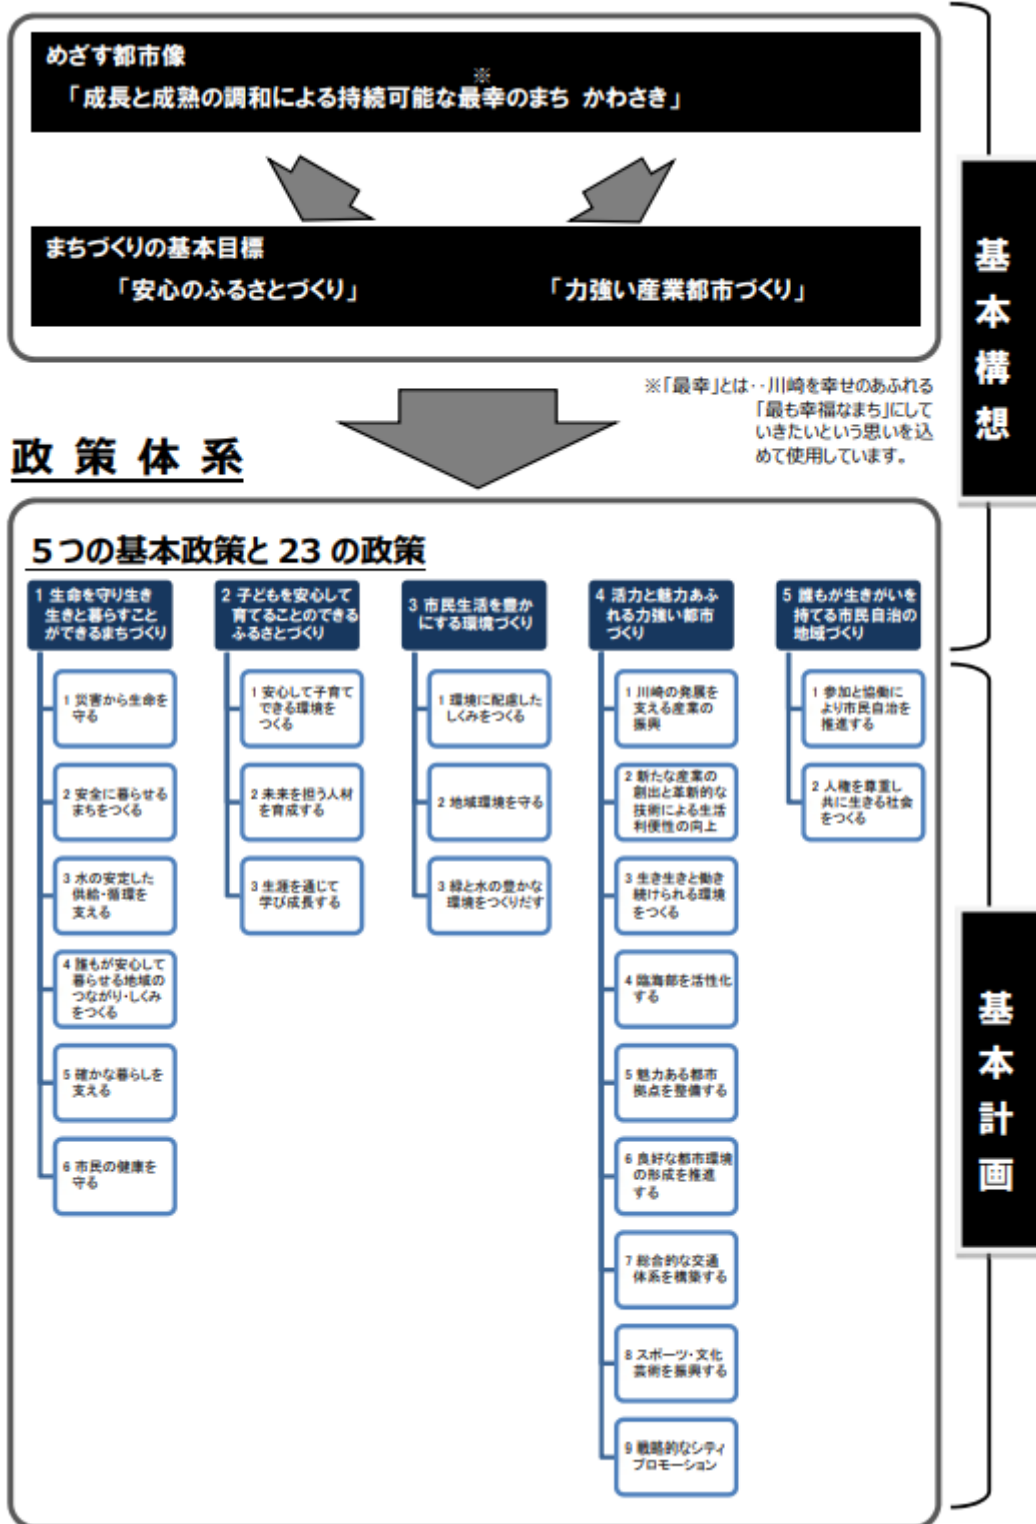 めざす都市像
※
「成長と成熟の調和による持続可能な最幸のまち かわさき」
まちづくりの基本目標
「安心のふるさとづくり」
「力強い産業都市づくり」
基本構想
※「最幸」とは‥川崎を幸せのあふれる
「最も幸福なまち」にして
いきたいという思いを込
めて使用しています。
政策体系
5つの基本政策と23の政策
1 生命を守り生き
生きと暮らすこと
ができるまちづくり
1 災害から生命を
守る
2 安全に暮らせる
まちをつくる
3 水の安定した
供給・循環を
支える
4 誰もが安心して
暮らせる地域の
つながり・しくみ
をつくる
5 確かな暮らしを
支える
6 市民の健康を
守る
2 子どもを安心して
育てることのできる
ふるさとづくり
1 安心して子育て
できる環境を
つくる
2 未来を担う人材
を育成する
3 生涯を通じて
学び成長する
3 市民生活を豊か
にする環境づくり
1 環境に配慮した
しくみをつくる
2 地域環境を守る
3 緑と水の豊かな
環境をつくりだす
4 活力と魅力あふ
れる力強い都市
づくり
1 川崎の発展を
支える産業の
振興
2 新たな産業の
創出と革新的な
技術による生活
利便性の向上
3 生き生きと働き
続けられる環境
をつくる
4 臨海部を活性化
する
5 魅力ある都市
拠点を整備する
6 良好な都市環境
の形成を推進
する
7 総合的な交通
体系を構築する
8 スポーツ・文化
芸術を振興する
9 戦略的なシティ
プロモーション
5 誰もが生きがいを
持てる市民自治の
地域づくり
1 参加と協働に
より市民自治を
推進する
2 人権を尊重し
共に生きる社会
をつくる
基本計画